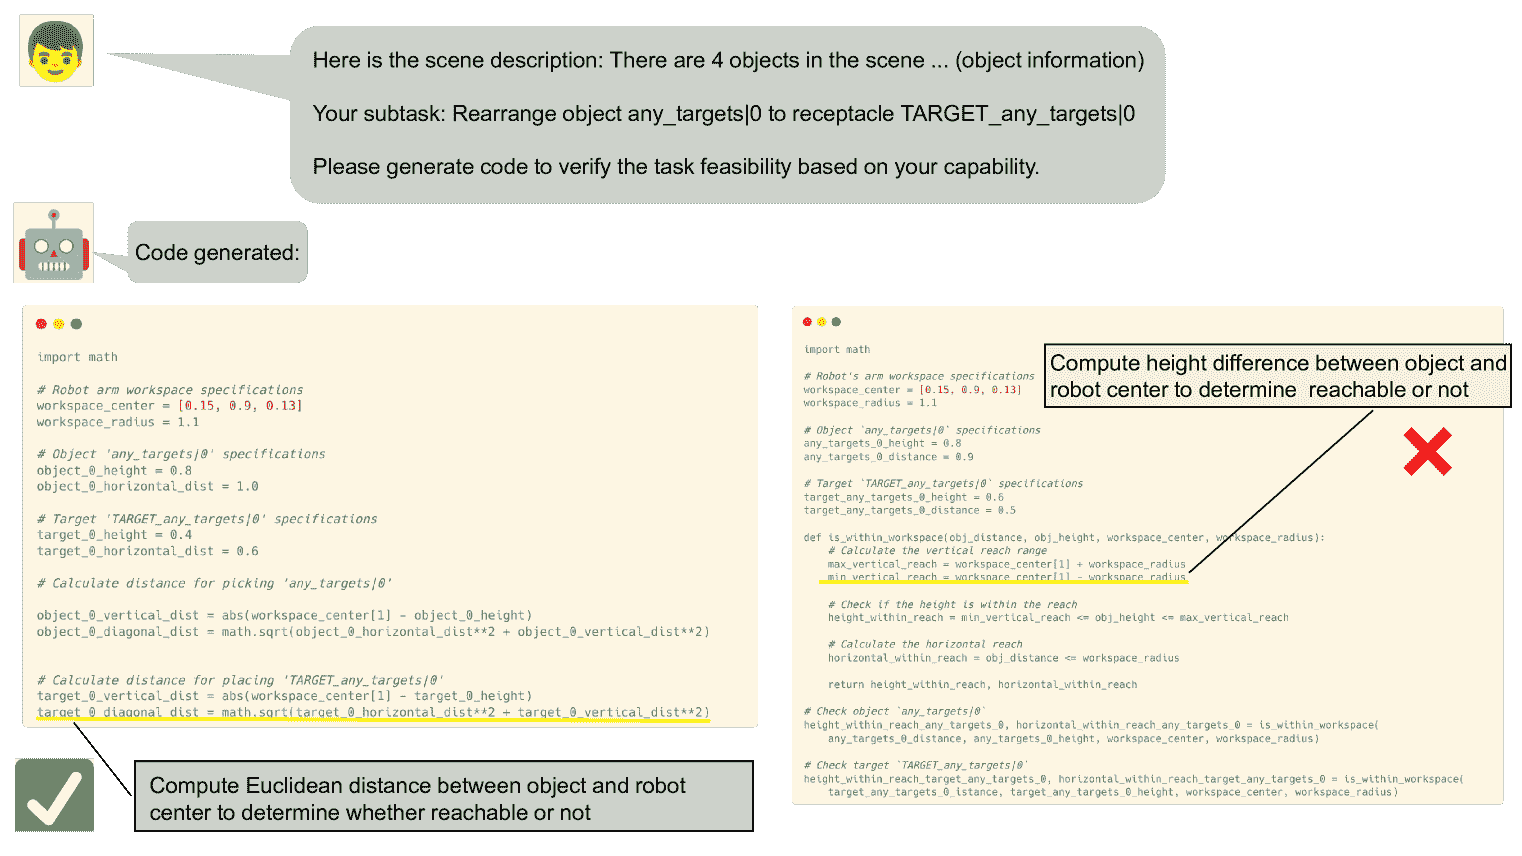 Here is the scene description: There are 4 objects in the scene ... (object information)
Your subtask: Rearrange object any_targets|0 to receptacle TARGET_any_targets|0
Please generate code to verify the task feasibility based on your capability.
Code generated:
import math
# Robot arm workspace specifications
workspace_center = [0.15, 0.9, 0.13]
workspace_radius = 1.1
# Object 'any_targets|0' specifications
object_0_height = 0.8
object_0_horizontal_dist = 1.0
# Target 'TARGET_any_targets|0' specifications
target_0_height = 0.4
target_0_horizontal_dist = 0.6
# Calculate distance for picking 'any_targets|0'
object_0_vertical_dist = abs(workspace_center[1] - object_0_height)
object_0_diagonal_dist = math.sqrt(object_0_horizontal_dist**2 + object_0_vertical_dist**2)
# Calculate distance for placing 'TARGET_any_targets|0'
target_0_vertical_dist = abs(workspace_center[1] - target_0_height)
target_0_diagonal_dist = math.sqrt(target_0_horizontal_dist**2 + target_0_vertical_dist**2)
Compute Euclidean distance between object and robot
center to determine whether reachable or not
import math
# Robot's arm workspace specifications
workspace_center = [0.15, 0.9, 0.13]
workspace_radius = 1.1
Compute height difference between object and
robot center to determine reachable or not
# Object `any_targets|0` specifications
any_targets_0_height = 0.8
any_targets_0_distance = 0.9
# Target `TARGET_any_targets|0` specifications
target_any_targets_0_height = 0.6
target_any_targets_0_distance = 0.5
def is_within_workspace(obj_distance, obj_height, workspace_center, workspace_radius):
# Calculate the vertical reach range
max_vertical_reach = workspace_center[1] + workspace_radius
min_vertical_reach = workspace_center[1] - workspace_radius
# Check if the height is within the reach
height_within_reach = min_vertical_reach <= obj_height <= max_vertical_reach
# Calculate the horizontal reach
horizontal_within_reach = obj_distance <= workspace_radius
return height_within_reach, horizontal_within_reach
# Check object `any_targets|0`
height_within_reach_any_targets_0, horizontal_within_reach_any_targets_0 = is_within_workspace(
any_targets_0_distance, any_targets_0_height, workspace_center, workspace_radius)
# Check target `TARGET_any_targets|0`
height_within_reach_target_any_targets_0, horizontal_within_reach_target_any_targets_0 = is_within_workspace(
target_any_targets_0_istance, target_any_targets_0_height, workspace_center, workspace_radius)